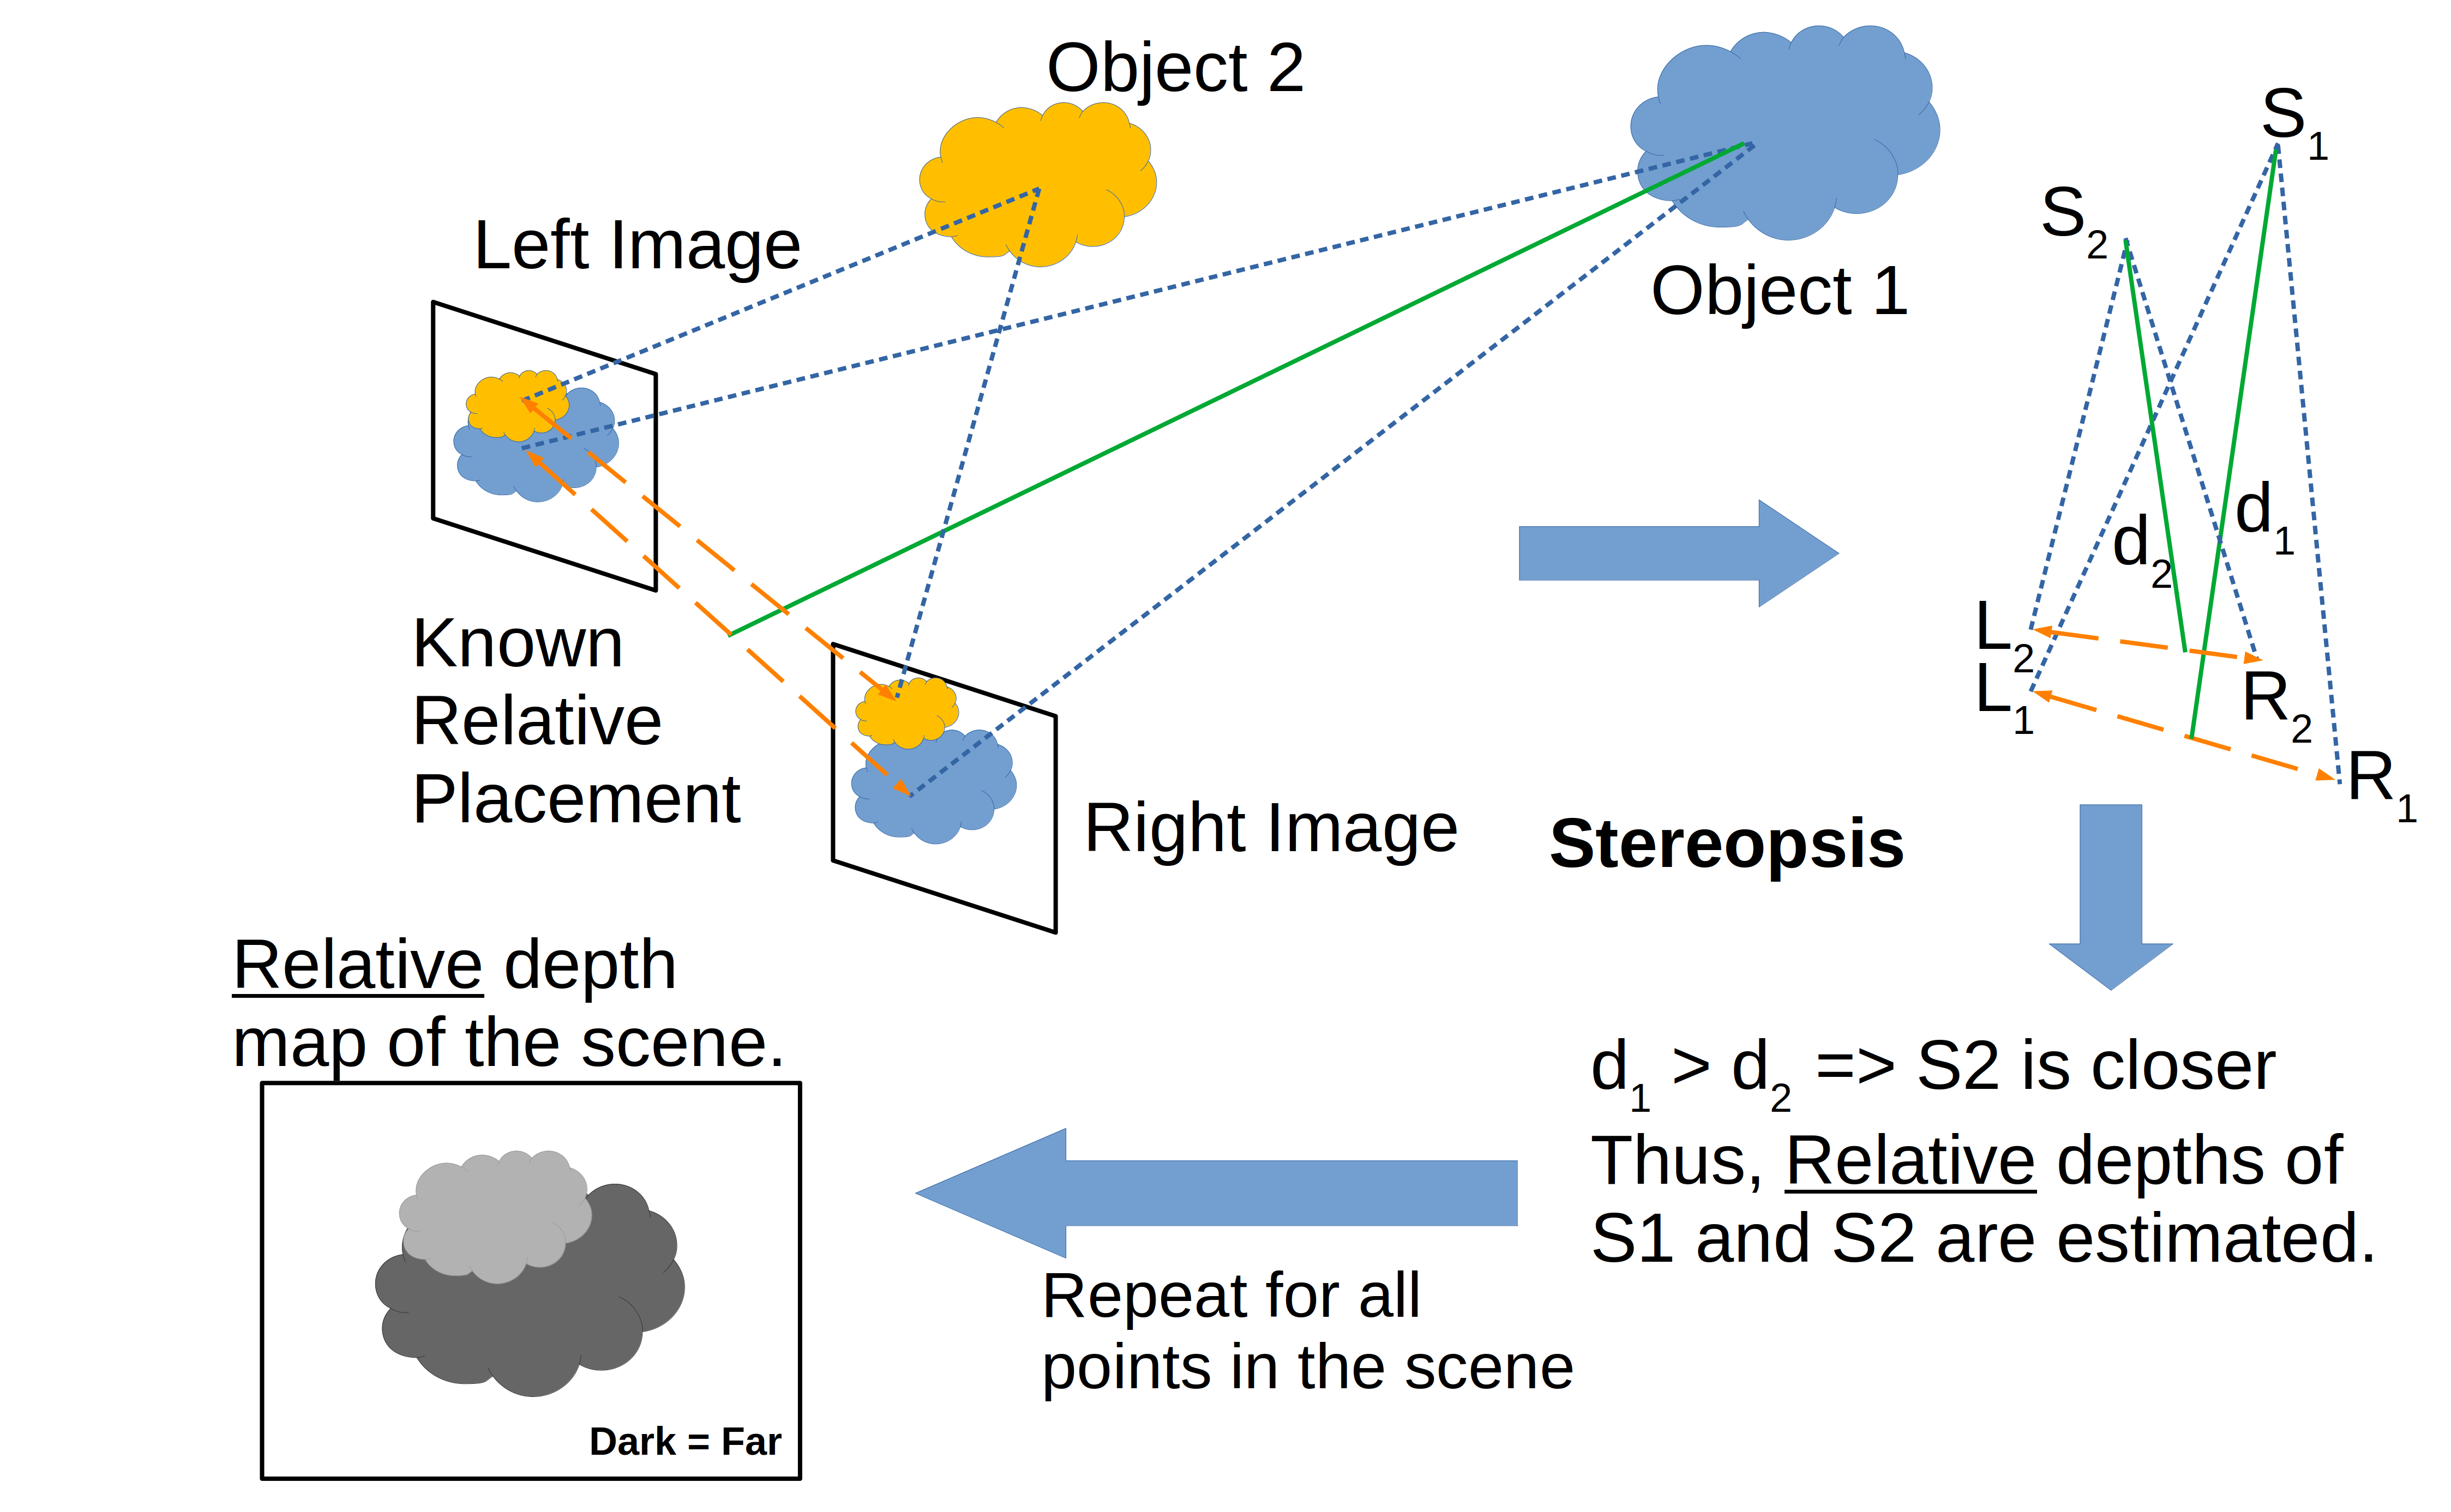 Object 2
Object 1
Left Image
S1
S2
d1
d2
L2
L1
R2
R1
Known
Relative
Placement
Right Image
Stereopsis
d1 > d2 => S2 is closer
Thus, Relative depths of
S1 and S2 are estimated.
Repeat for all
points in the scene
Relative depth
map of the scene.
Dark = Far